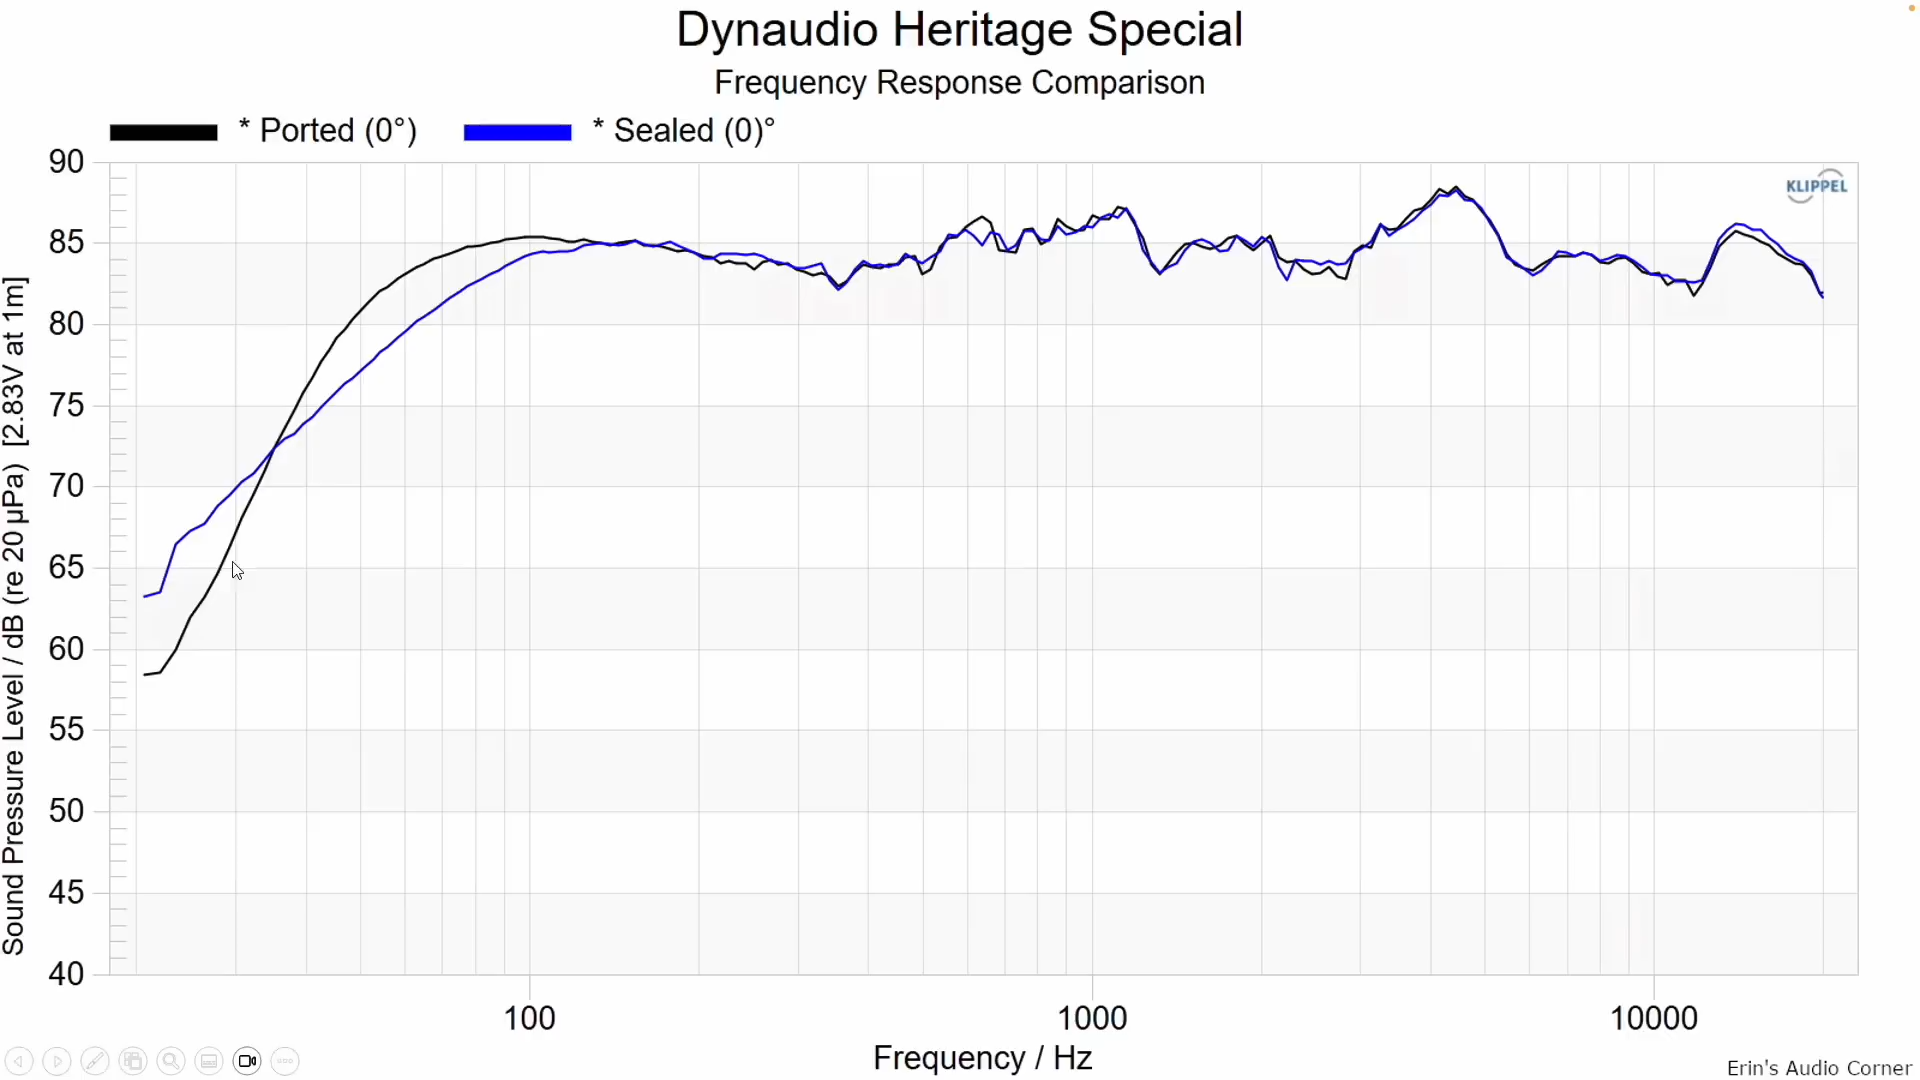 Dynaudio Heritage Special
Frequency Response Comparison
* Ported (0°)
* Sealed (0)°
KLIPPEL
90
85
80
75
70
65
60
55
50
45
40
Sound Pressure Level / dB (re 20 µPa)  [2.83V at 1m]
100
1000
10000
Frequency / Hz
Erin's Audio Corner